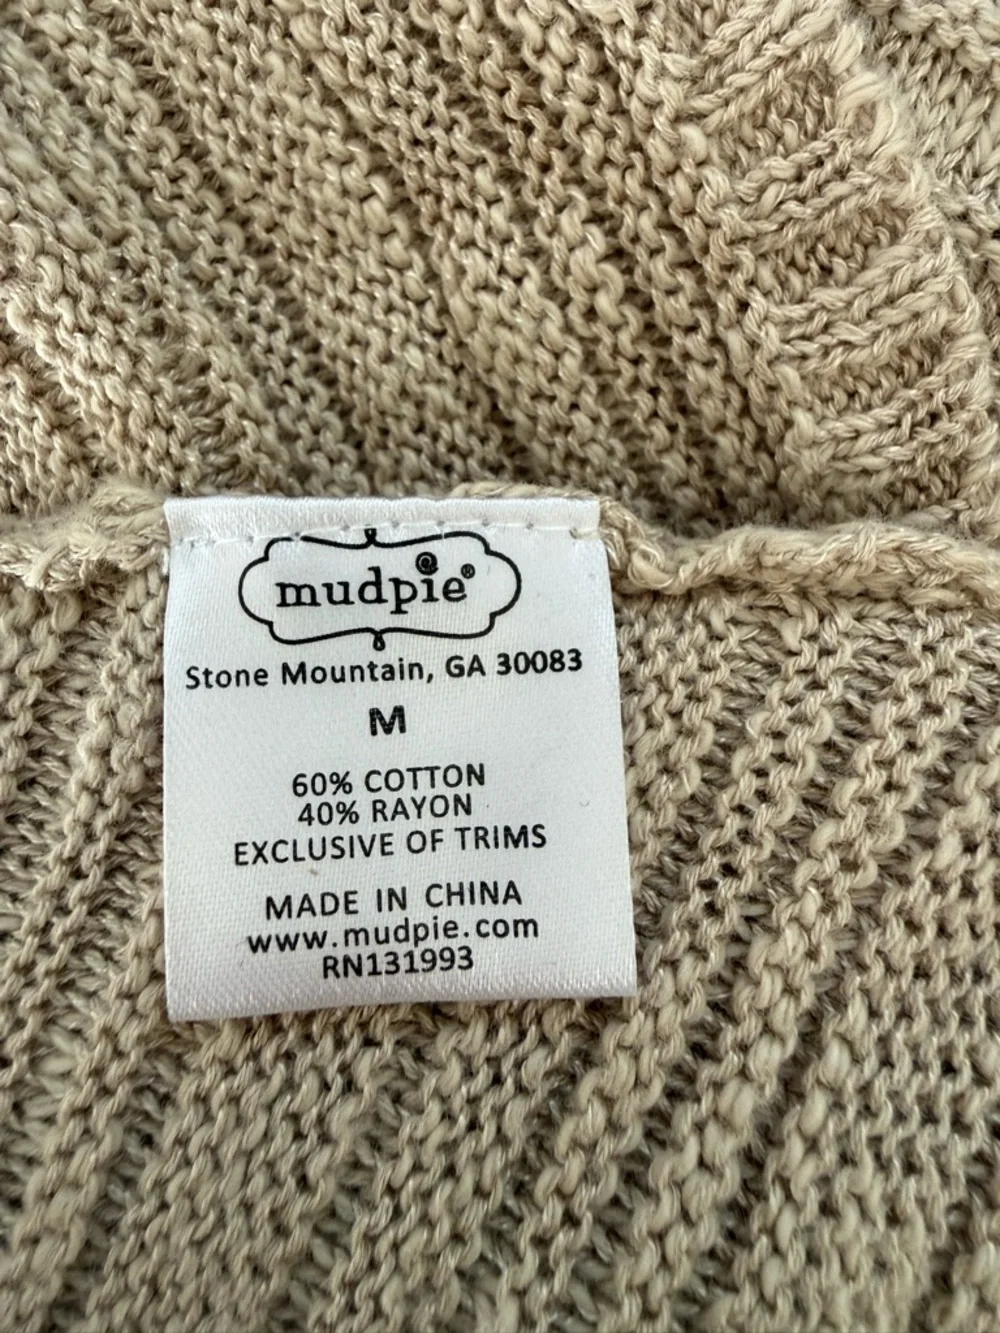 mudpie®
Stone Mountain, GA 30083
M
60% COTTON
40% RAYON
EXCLUSIVE OF TRIMS
MADE IN CHINA
www.mudpie.com
RN131993